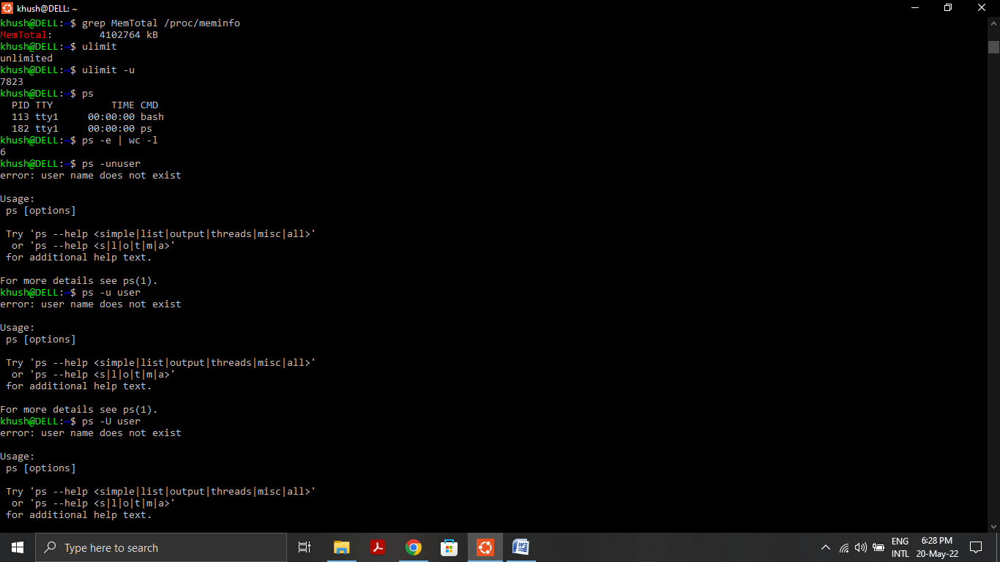 khush@DELL: ~
khush@DELL:~$ grep MemTotal /proc/meminfo
MemTotal:        4102764 kB
khush@DELL:~$ ulimit
unlimited
khush@DELL:~$ ulimit -u
7823
khush@DELL:~$ ps
  PID TTY          TIME CMD
  113 tty1     00:00:00 bash
  182 tty1     00:00:00 ps
khush@DELL:~$ ps -e | wc -l
6
khush@DELL:~$ ps -unuser
error: user name does not exist
Usage:
 ps [options]
 Try 'ps --help <simple|list|output|threads|misc|all>'
  or 'ps --help <s|l|o|t|m|a>'
 for additional help text.
For more details see ps(1).
khush@DELL:~$ ps -u user
error: user name does not exist
Usage:
 ps [options]
 Try 'ps --help <simple|list|output|threads|misc|all>'
  or 'ps --help <s|l|o|t|m|a>'
 for additional help text.
For more details see ps(1).
khush@DELL:~$ ps -U user
error: user name does not exist
Usage:
 ps [options]
 Try 'ps --help <simple|list|output|threads|misc|all>'
  or 'ps --help <s|l|o|t|m|a>'
 for additional help text.
Type here to search
ENG
INTL
6:28 PM
20-May-22